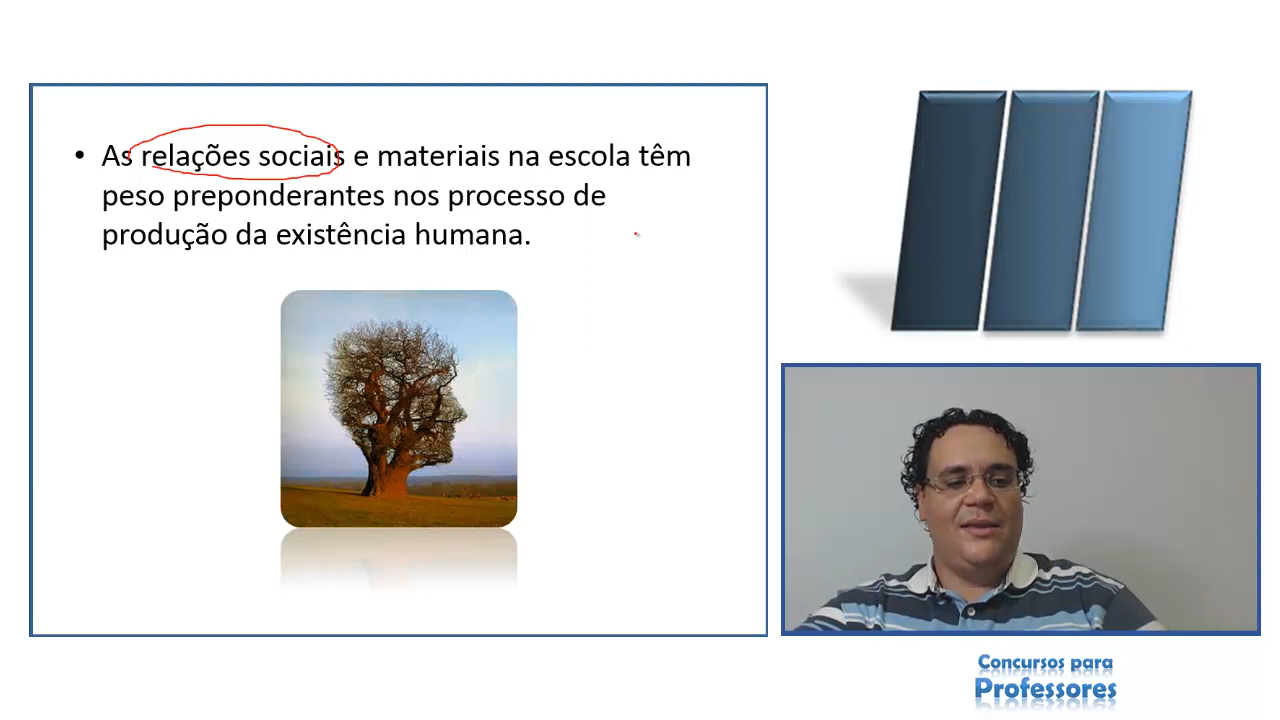 • As relações sociais e materiais na escola têm
peso preponderantes nos processo de
produção da existência humana.
Concursos para
Professores